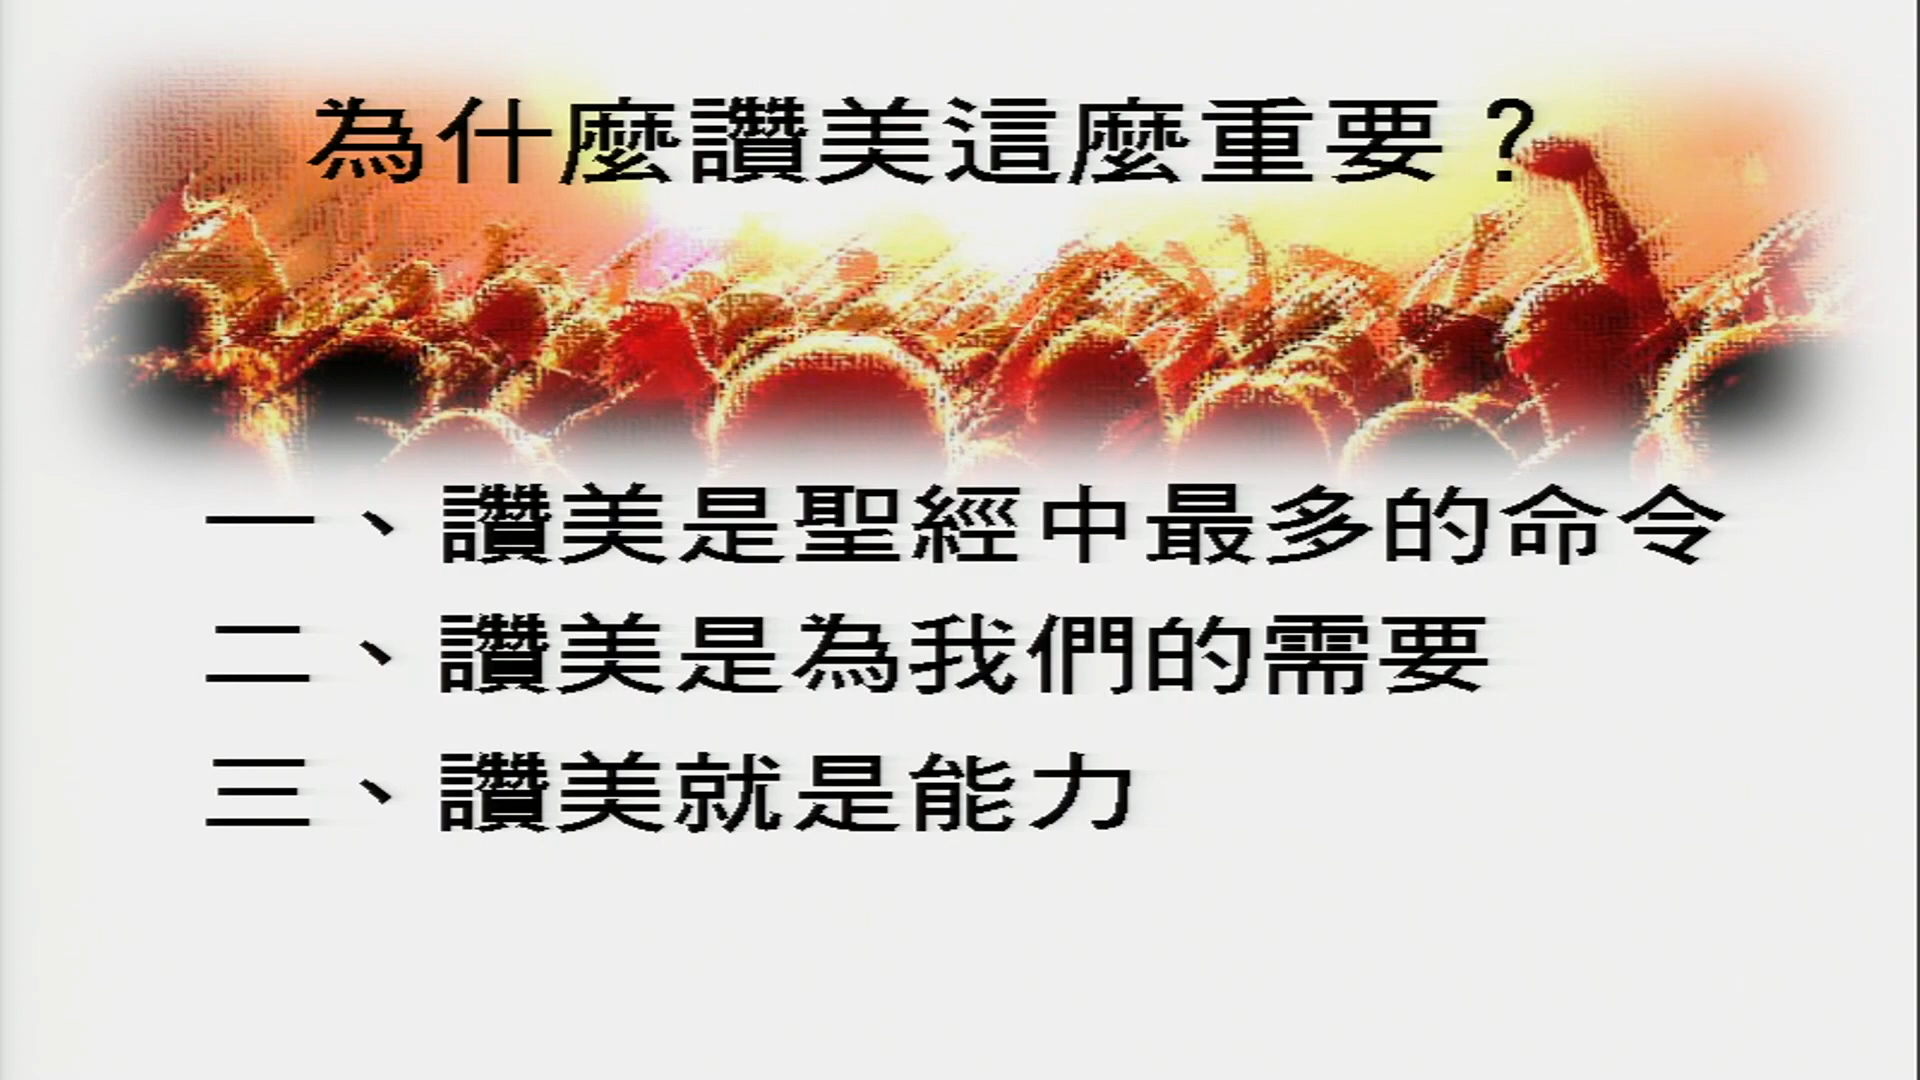 為什麼讚美這麼重要？
一、讚美是聖經中最多的命令
二、讚美是為我們的需要
三、讚美就是能力